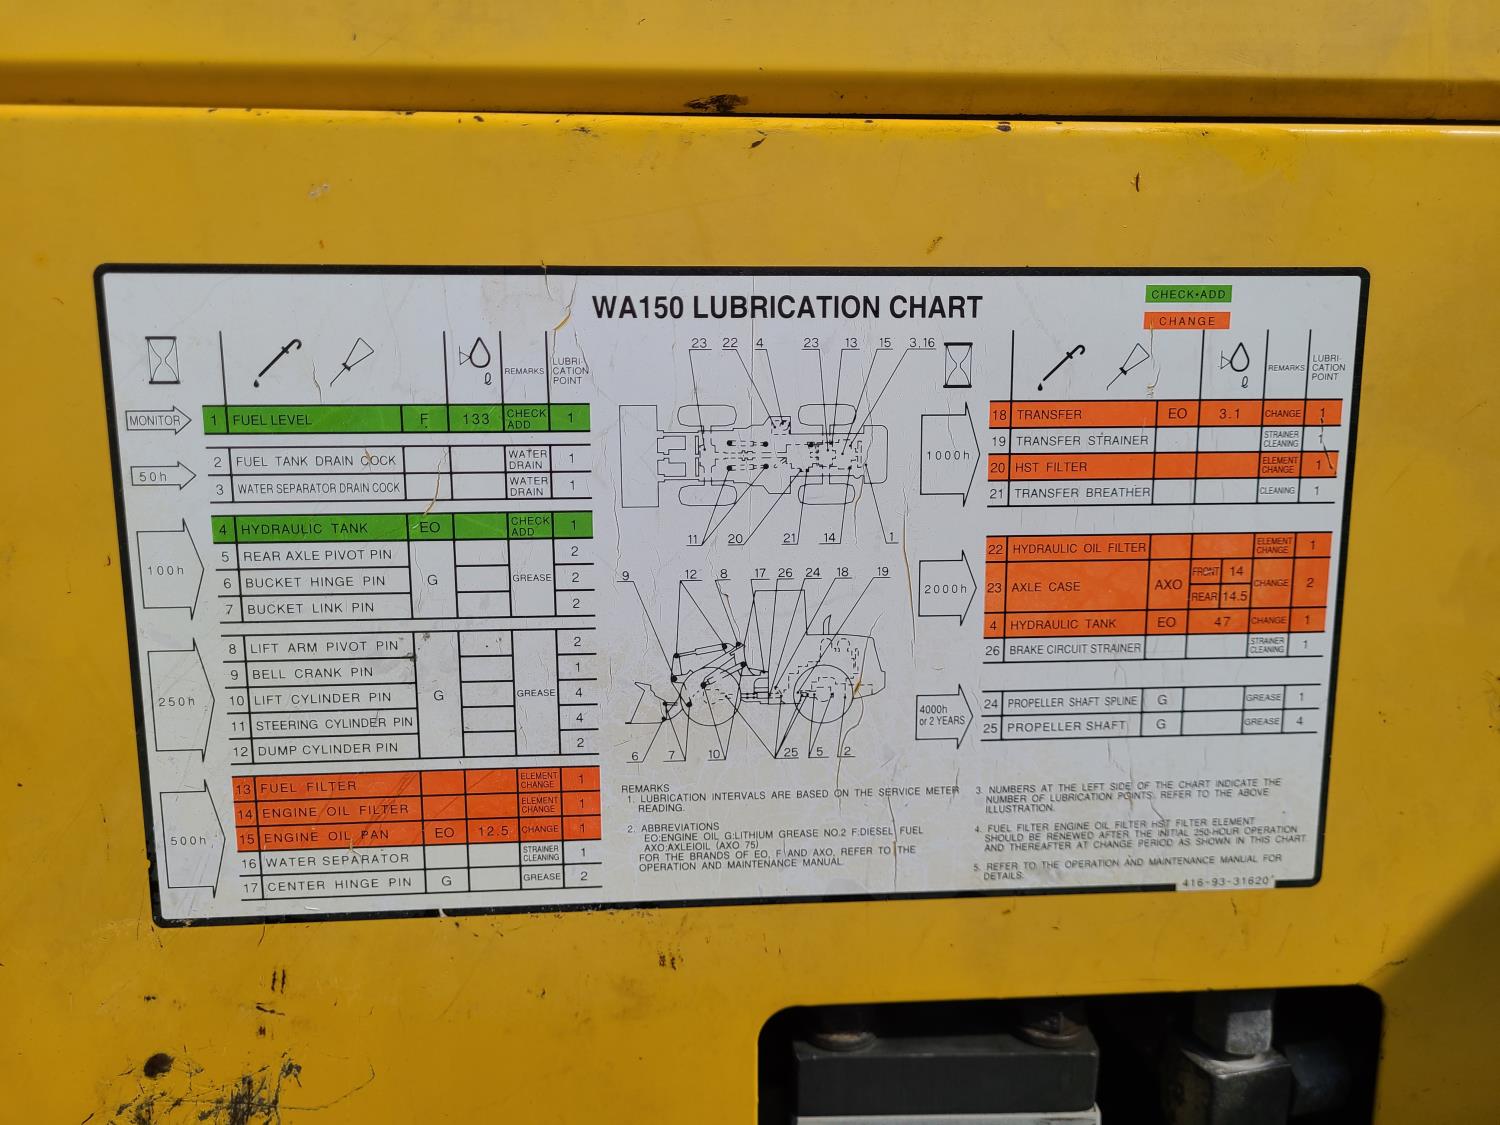 WA150 LUBRICATION CHART
CHECK•ADD
CHANGE
ℓ REMARKS LUBRI-
CATION
POINT
MONITOR
1 FUEL LEVEL F 133 CHECK ADD 1
50h
2 FUEL TANK DRAIN COCK WATER DRAIN 1
3 WATER SEPARATOR DRAIN COCK WATER DRAIN 1
100h
4 HYDRAULIC TANK EO CHECK ADD 1
5 REAR AXLE PIVOT PIN 2
6 BUCKET HINGE PIN G GREASE 2
7 BUCKET LINK PIN 2
250h
8 LIFT ARM PIVOT PIN 2
9 BELL CRANK PIN 1
10 LIFT CYLINDER PIN G GREASE 4
11 STEERING CYLINDER PIN 4
12 DUMP CYLINDER PIN 2
500h
13 FUEL FILTER ELEMENT CHANGE 1
14 ENGINE OIL FILTER ELEMENT CHANGE 1
15 ENGINE OIL PAN EO 12.5 CHANGE 1
16 WATER SEPARATOR STRAINER CLEANING 1
17 CENTER HINGE PIN G GREASE 2
23 22 4 23 13 15 3,16
11 20 21 14 1
9 12 8 17 26 24 18 19
6 7 10 25 5 2
REMARKS
1. LUBRICATION INTERVALS ARE BASED ON THE SERVICE METER
READING.
2. ABBREVIATIONS
EO:ENGINE OIL G:LITHIUM GREASE NO.2 F:DIESEL FUEL
AXO:AXLEIOIL (AXO 75)
FOR THE BRANDS OF EO, F AND AXO, REFER TO THE
OPERATION AND MAINTENANCE MANUAL.
ℓ REMARKS LUBRI-
CATION
POINT
1000h
18 TRANSFER EO 3.1 CHANGE 1
19 TRANSFER STRAINER STRAINER CLEANING 1
20 HST FILTER ELEMENT CHANGE 1
21 TRANSFER BREATHER CLEANING 1
2000h
22 HYDRAULIC OIL FILTER ELEMENT CHANGE 1
23 AXLE CASE AXO FRONT 14 REAR 14.5 CHANGE 2
4 HYDRAULIC TANK EO 47 CHANGE 1
26 BRAKE CIRCUIT STRAINER STRAINER CLEANING 1
4000h
or 2 YEARS
24 PROPELLER SHAFT SPLINE G GREASE 1
25 PROPELLER SHAFT G GREASE 4
3. NUMBERS AT THE LEFT SIDE OF THE CHART INDICATE THE
NUMBER OF LUBRICATION POINTS. REFER TO THE ABOVE
ILLUSTRATION.
4. FUEL FILTER ENGINE OIL FILTER HST FILTER ELEMENT
SHOULD BE RENEWED AFTER THE INITIAL 250-HOUR OPERATION
AND THEREAFTER AT CHANGE PERIOD AS SHOWN IN THIS CHART
5. REFER TO THE OPERATION AND MAINTENANCE MANUAL FOR
DETAILS.
416-93-31620